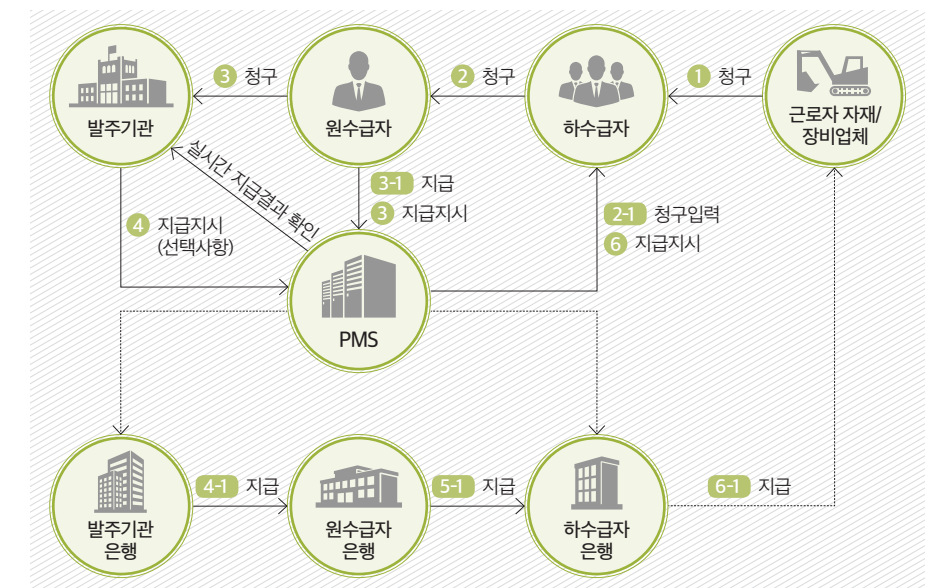 3 청구
2 청구
1 청구
발주기관
원수급자
하수급자
근로자 자재/
장비업체
실시간 지급결과 확인
3-1 지급
3 지급지시
2-1 청구입력
6 지급지시
4 지급지시
(선택사항)
PMS
4-1 지급
5-1 지급
6-1 지급
발주기관
은행
원수급자
은행
하수급자
은행